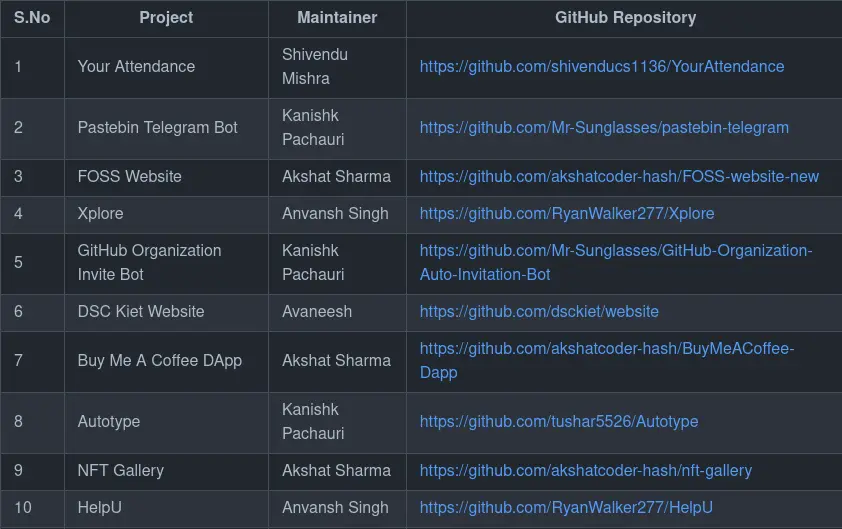 S.No Project Maintainer GitHub Repository
1 Your Attendance Shivendu Mishra https://github.com/shivenducs1136/YourAttendance
2 Pastebin Telegram Bot Kanishk Pachauri https://github.com/Mr-Sunglasses/pastebin-telegram
3 FOSS Website Akshat Sharma https://github.com/akshatcoder-hash/FOSS-website-new
4 Xplore Anvansh Singh https://github.com/RyanWalker277/Xplore
5 GitHub Organization Invite Bot Kanishk Pachauri https://github.com/Mr-Sunglasses/GitHub-Organization-Auto-Invitation-Bot
6 DSC Kiet Website Avaneesh https://github.com/dsckiet/website
7 Buy Me A Coffee DApp Akshat Sharma https://github.com/akshatcoder-hash/BuyMeACoffee-Dapp
8 Autotype Kanishk Pachauri https://github.com/tushar5526/Autotype
9 NFT Gallery Akshat Sharma https://github.com/akshatcoder-hash/nft-gallery
10 HelpU Anvansh Singh https://github.com/RyanWalker277/HelpU